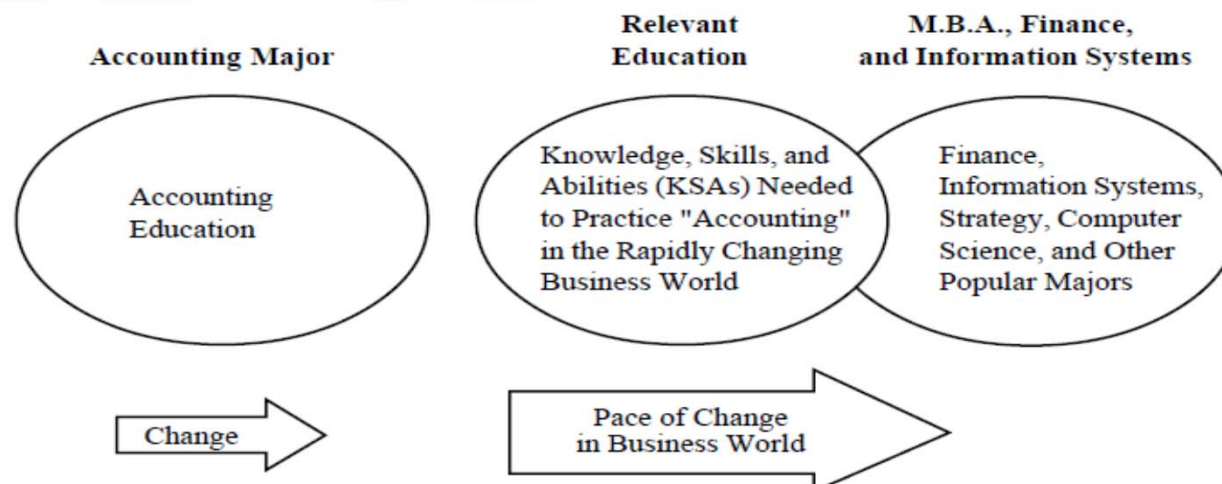 Accounting Major
Relevant
Education
M.B.A., Finance,
and Information Systems
Accounting
Education
Knowledge, Skills, and
Abilities (KSAs) Needed
to Practice "Accounting"
in the Rapidly Changing
Business World
Finance,
Information Systems,
Strategy, Computer
Science, and Other
Popular Majors
Change
Pace of Change
in Business World